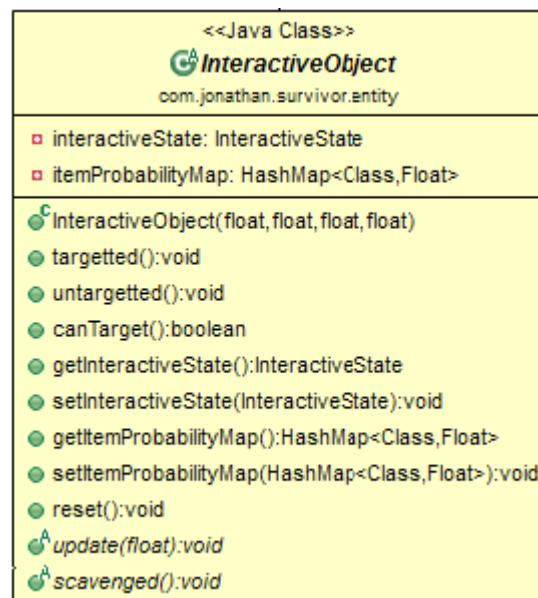 <<Java Class>>
InteractiveObject
com.jonathan.survivor.entity
interactiveState: InteractiveState
itemProbabilityMap: HashMap<Class,Float>
InteractiveObject(float,float,float,float)
targetted():void
untargetted():void
canTarget():boolean
getInteractiveState():InteractiveState
setInteractiveState(InteractiveState):void
getItemProbabilityMap():HashMap<Class,Float>
setItemProbabilityMap(HashMap<Class,Float>):void
reset():void
update(float):void
scavenged():void